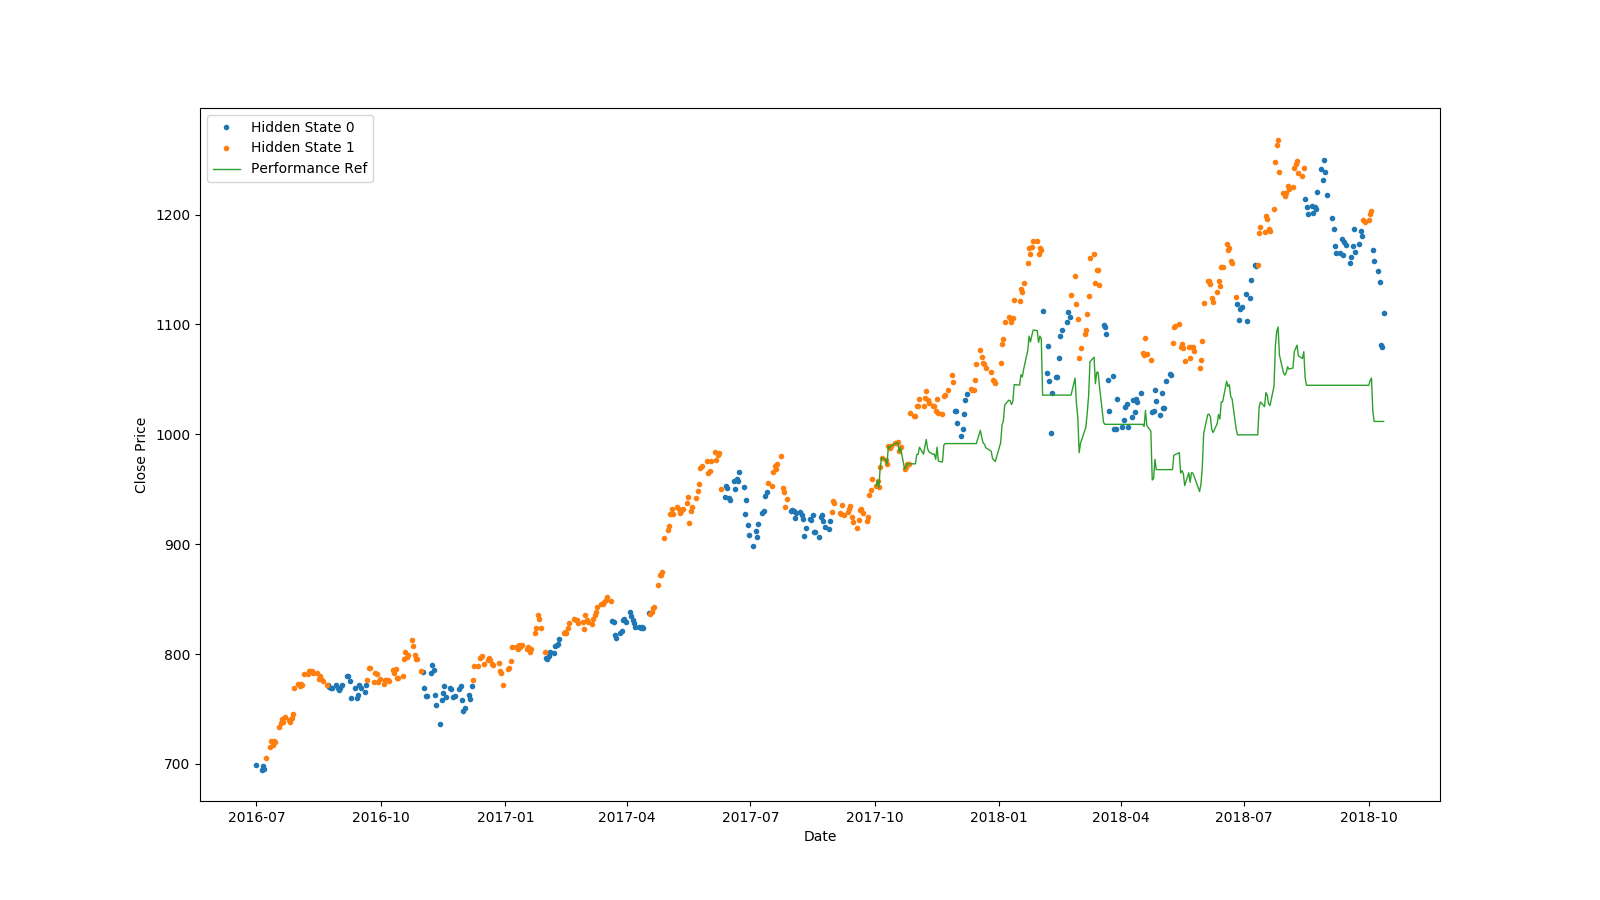 Hidden State 0
Hidden State 1
Performance Ref
1200
1100
1000
900
800
700
Close Price
2016-07 2016-10 2017-01 2017-04 2017-07 2017-10 2018-01 2018-04 2018-07 2018-10
Date